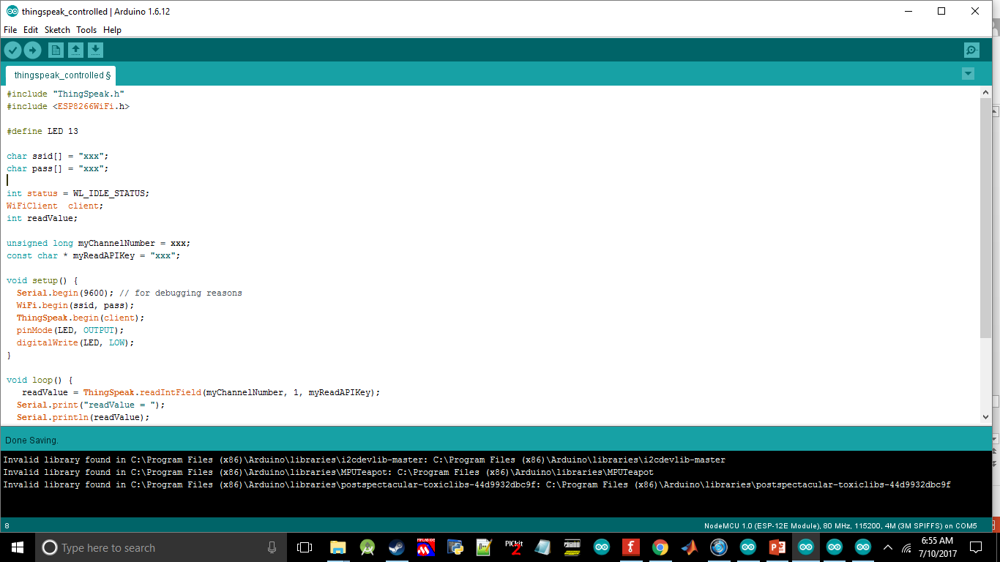 thingspeak_controlled | Arduino 1.6.12
File Edit Sketch Tools Help
thingspeak_controlled §
#include "ThingSpeak.h"
#include <ESP8266WiFi.h>
#define LED 13
char ssid[] = "xxx";
char pass[] = "xxx";
int status = WL_IDLE_STATUS;
WiFiClient  client;
int readValue;
unsigned long myChannelNumber = xxx;
const char * myReadAPIKey = "xxx";
void setup() {
  Serial.begin(9600); // for debugging reasons
  WiFi.begin(ssid, pass);
  ThingSpeak.begin(client);
  pinMode(LED, OUTPUT);
  digitalWrite(LED, LOW);
}
void loop() {
   readValue = ThingSpeak.readIntField(myChannelNumber, 1, myReadAPIKey);
  Serial.print("readValue = ");
  Serial.println(readValue);
Done Saving.
Invalid library found in C:\Program Files (x86)\Arduino\libraries\i2cdevlib-master: C:\Program Files (x86)\Arduino\libraries\i2cdevlib-master
Invalid library found in C:\Program Files (x86)\Arduino\libraries\MPUTeapot: C:\Program Files (x86)\Arduino\libraries\MPUTeapot
Invalid library found in C:\Program Files (x86)\Arduino\libraries\postspectacular-toxiclibs-44d9932dbc9f: C:\Program Files (x86)\Arduino\libraries\postspectacular-toxiclibs-44d9932dbc9f
8 NodeMCU 1.0 (ESP-12E Module), 80 MHz, 115200, 4M (3M SPIFFS) on COM5
Type here to search
PICkit 2
6:55 AM
7/10/2017